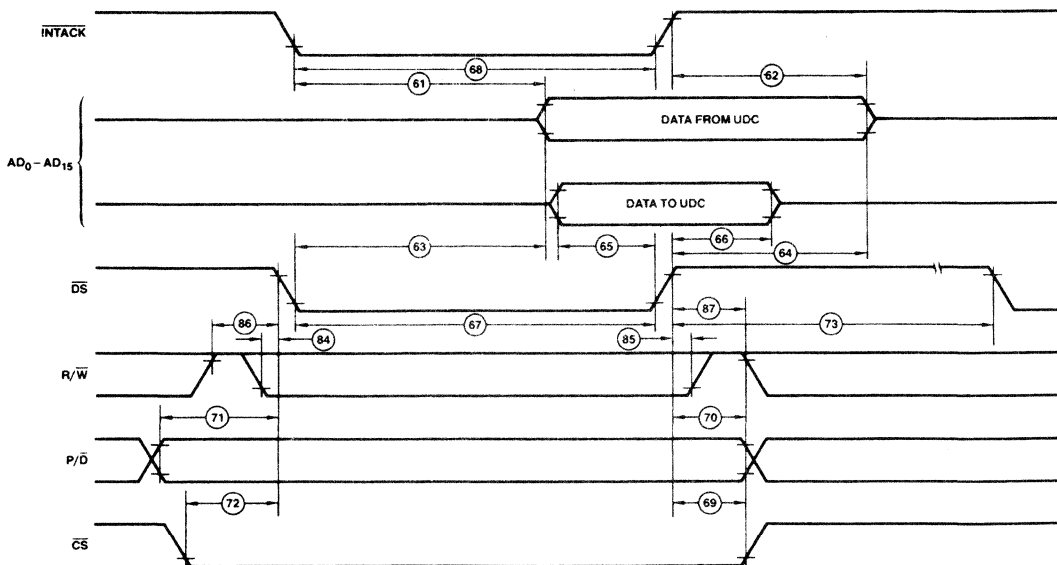 INTACK
68
61
62
DATA FROM UDC
AD0 – AD15
DATA TO UDC
63
65
66
64
DS
67
87
73
86
84
85
R/W
71
70
P/D
72
69
CS